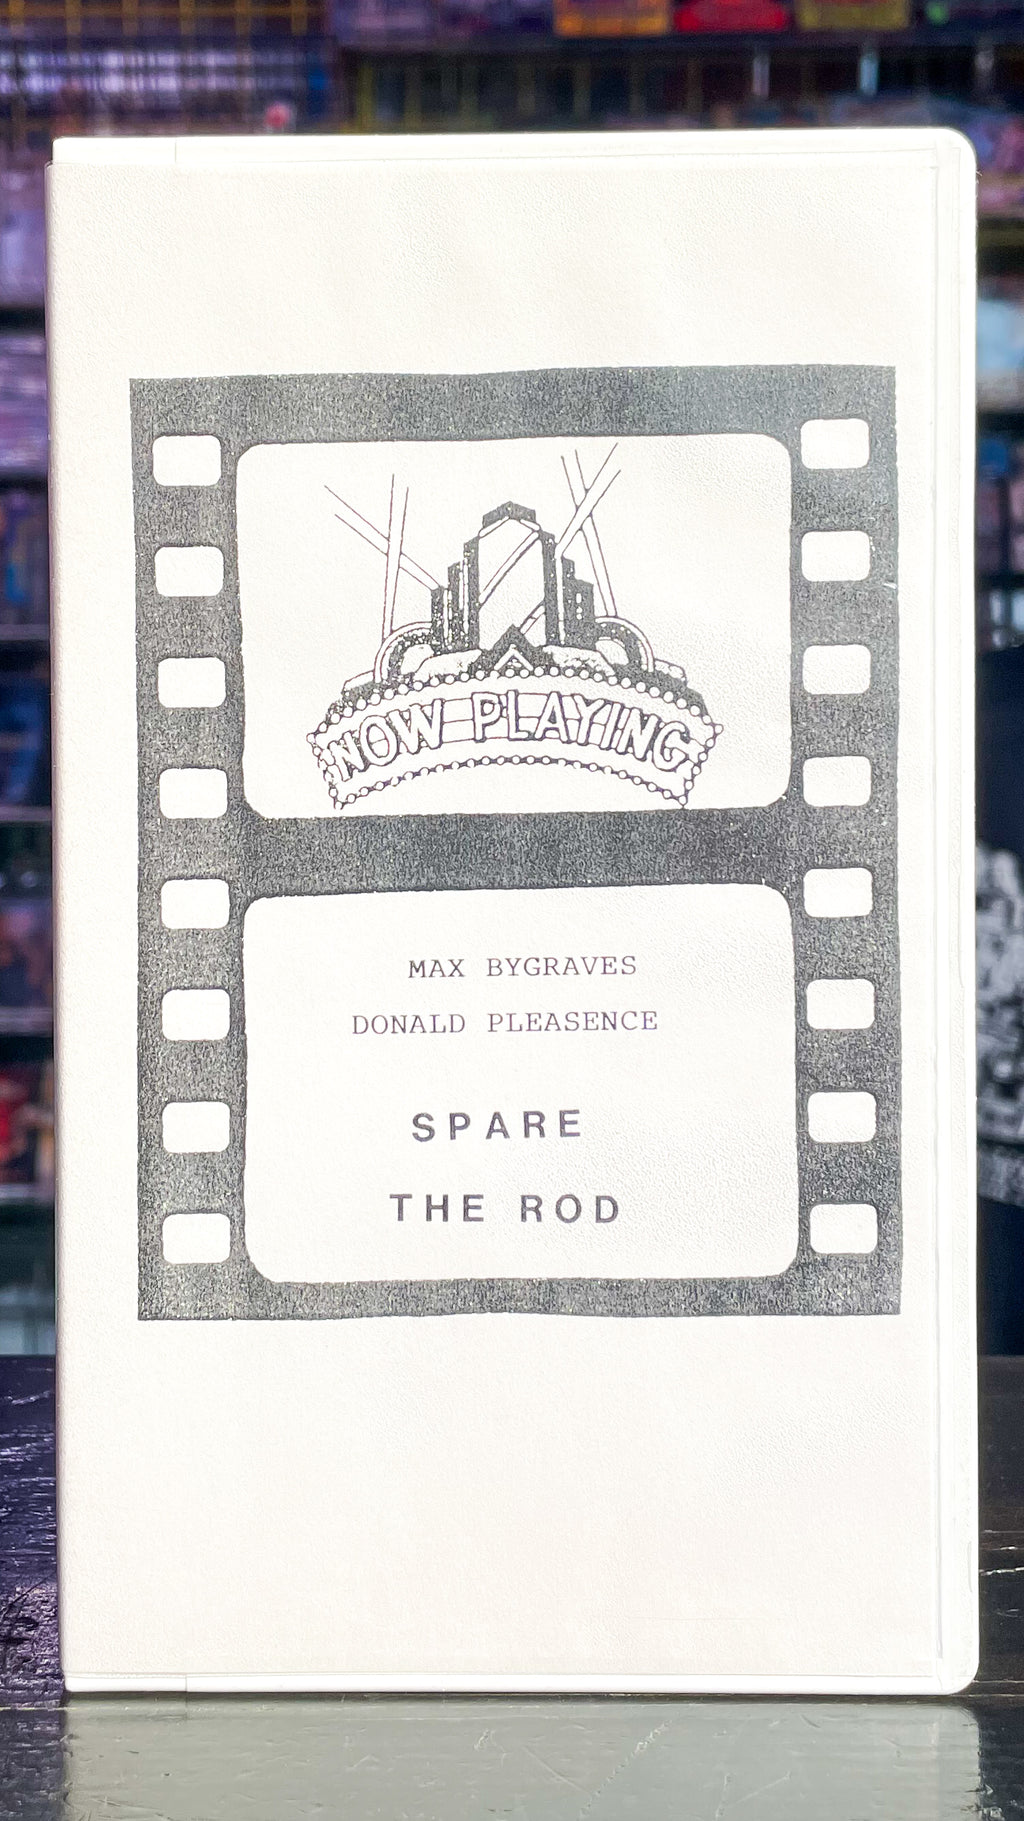 NOW PLAYING
MAX BYGRAVES
DONALD PLEASENCE
SPARE
THE ROD